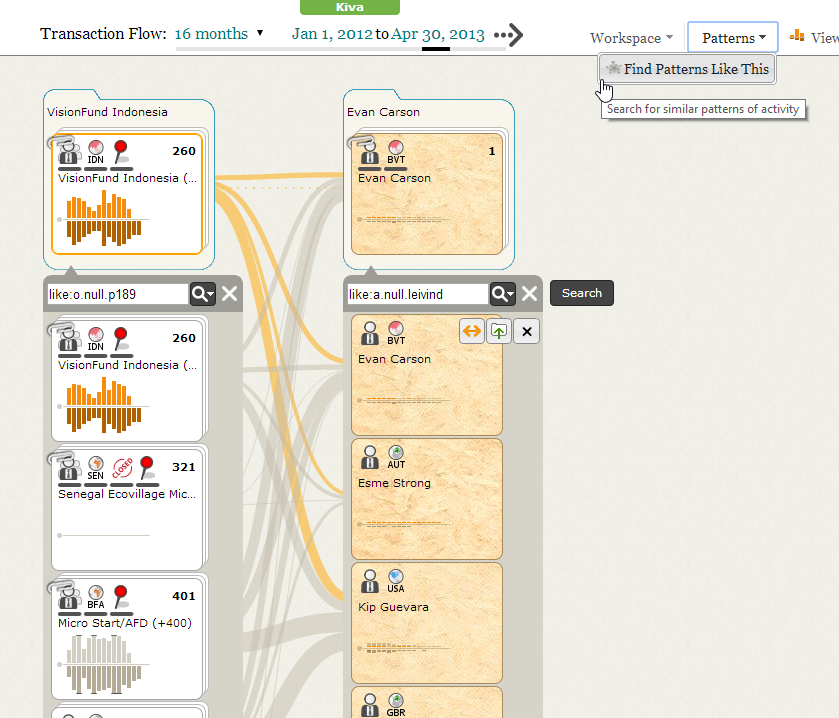 Kiva
Transaction Flow: 16 months ▼ Jan 1, 2012 to Apr 30, 2013
Workspace Patterns View
Find Patterns Like This
Search for similar patterns of activity
VisionFund Indonesia
IDN
260
VisionFund Indonesia (...
Evan Carson
BVT
1
Evan Carson
like:o.null.p189
like:a.null.leivind
Search
IDN
260
VisionFund Indonesia (...
SEN
CLOSED
321
Senegal Ecovillage Mic...
BFA
401
Micro Start/AFD (+400)
BVT
Evan Carson
AUT
Esme Strong
USA
Kip Guevara
GBR